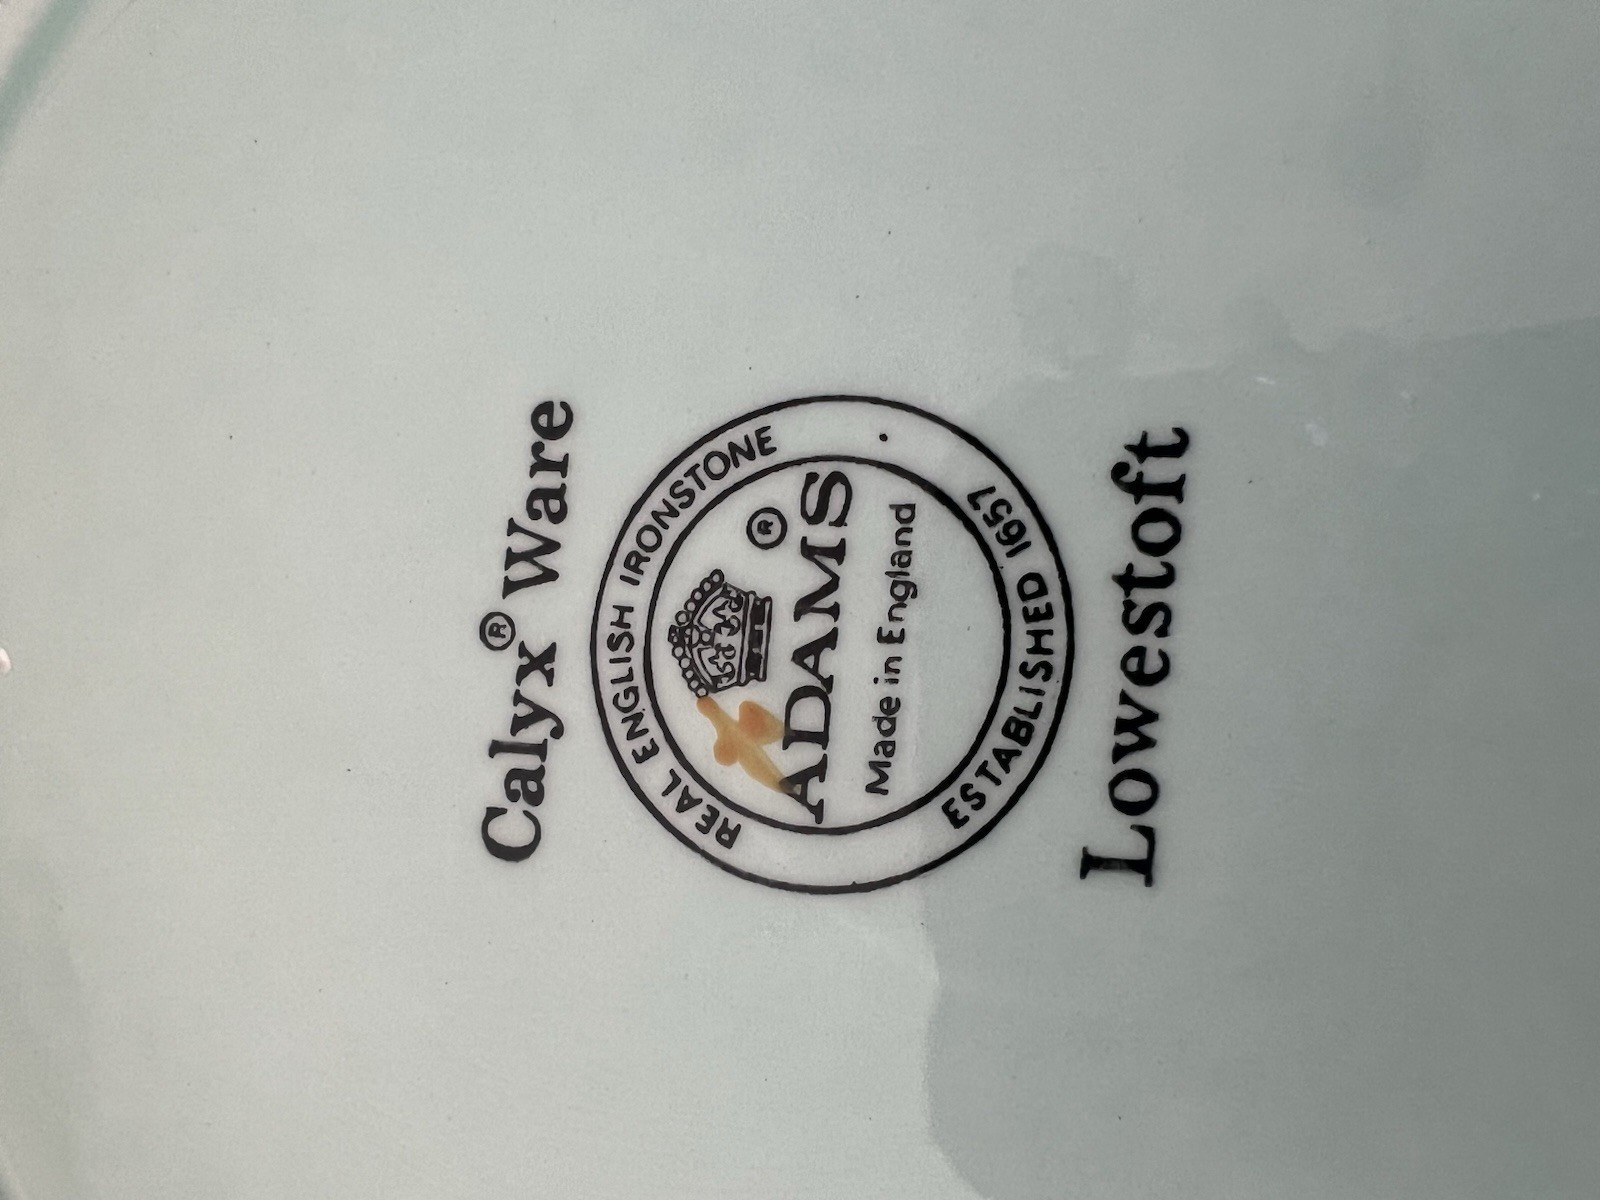 Calyx® Ware
REAL ENGLISH IRONSTONE
®
ADAMS
Made in England
ESTABLISHED 1657
Lowestoft